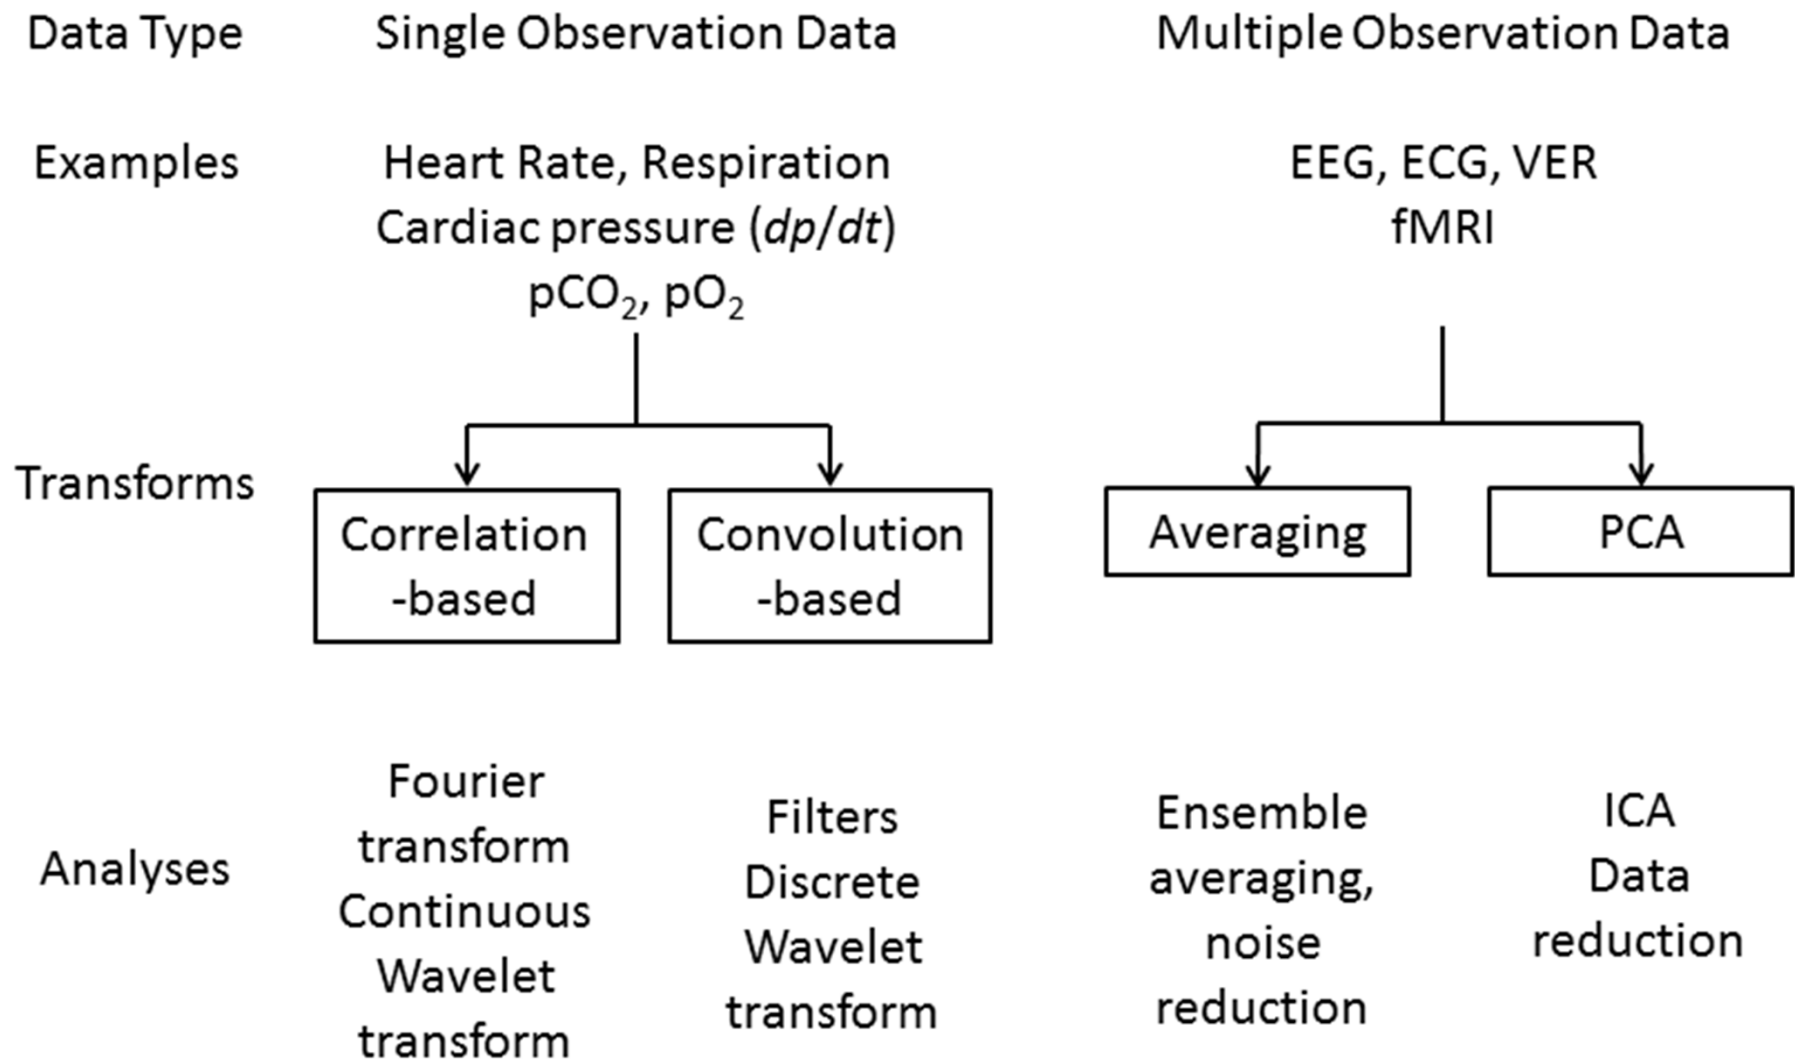 Data Type
Single Observation Data
Multiple Observation Data
Examples
Heart Rate, Respiration
Cardiac pressure (dp/dt)
pCO₂, pO₂
EEG, ECG, VER
fMRI
Transforms
Correlation
-based
Convolution
-based
Averaging
PCA
Analyses
Fourier
transform
Continuous
Wavelet
transform
Filters
Discrete
Wavelet
transform
Ensemble
averaging,
noise
reduction
ICA
Data
reduction